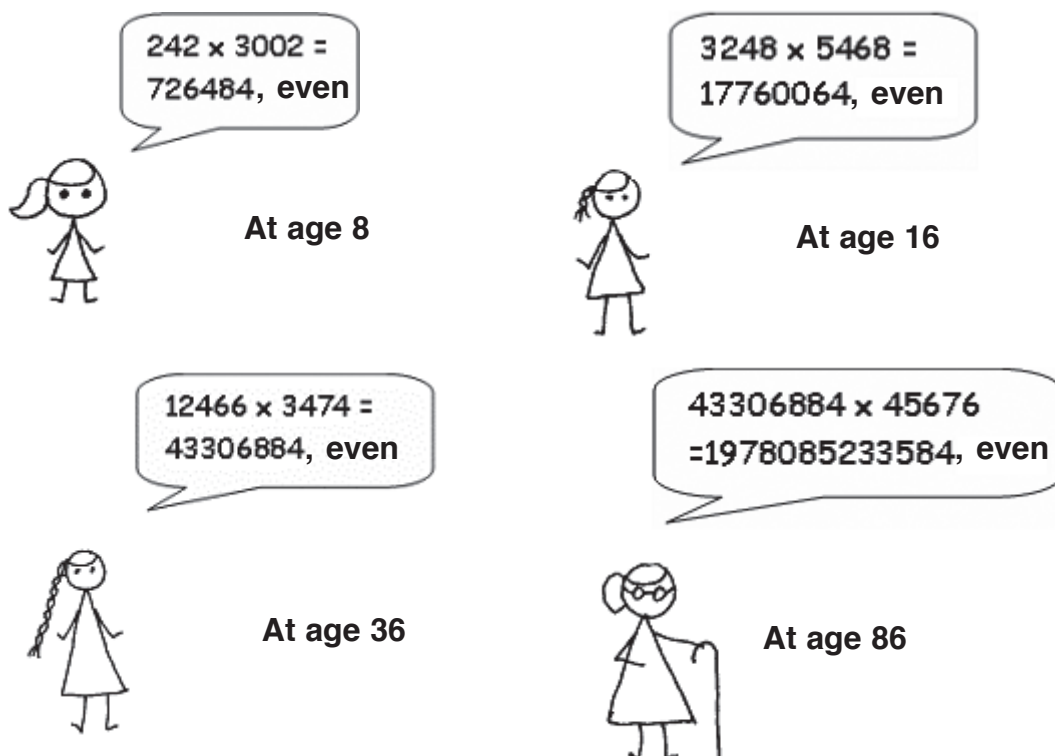 242 x 3002 =
726484, even
At age 8
3248 x 5468 =
17760064, even
At age 16
12466 x 3474 =
43306884, even
At age 36
43306884 x 45676
=1978085233584, even
At age 86